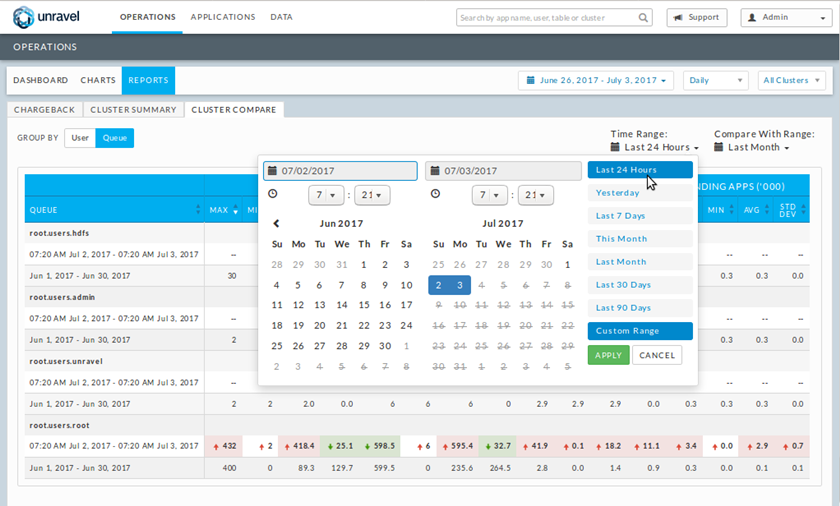 unravel OPERATIONS APPLICATIONS DATA Search by app name, user, table or cluster Support Admin
OPERATIONS
DASHBOARD CHARTS REPORTS June 26, 2017 - July 3, 2017 Daily All Clusters
CHARGEBACK CLUSTER SUMMARY CLUSTER COMPARE
GROUP BY User Queue
Time Range: Compare With Range:
Last 24 Hours Last Month
07/02/2017 07/03/2017
7 : 21 7 : 21
Jun 2017 Jul 2017
Su Mo Tu We Th Fr Sa Su Mo Tu We Th Fr Sa
28 29 30 31 1 2 3 25 26 27 28 29 30 1
4 5 6 7 8 9 10 2 3 4 5 6 7 8
11 12 13 14 15 16 17 9 10 11 12 13 14 15
18 19 20 21 22 23 24 16 17 18 19 20 21 22
25 26 27 28 29 30 1 23 24 25 26 27 28 29
2 3 4 5 6 7 8 30 31 1 2 3 4 5
Last 24 Hours
Yesterday
Last 7 Days
This Month
Last Month
Last 30 Days
Last 90 Days
Custom Range
APPLY CANCEL
NDING APPS ('000)
QUEUE MAX MI MIN AVG STD DEV
root.users.hdfs
07:20 AM Jul 2, 2017 - 07:20 AM Jul 3, 2017 -- -- -- --
Jun 1, 2017 - Jun 30, 2017 30 0.3 0.3 0.0
root.users.admin
07:20 AM Jul 2, 2017 - 07:20 AM Jul 3, 2017 -- -- -- --
Jun 1, 2017 - Jun 30, 2017 2 0.3 0.3 0.0
root.users.unravel
07:20 AM Jul 2, 2017 - 07:20 AM Jul 3, 2017 -- -- -- --
Jun 1, 2017 - Jun 30, 2017 2 2 2.0 0.0 6 6 6 0 2.9 2.9 2.9 0.0 0.3 0.3 0.3 0.0
root.users.root
07:20 AM Jul 2, 2017 - 07:20 AM Jul 3, 2017 432 2 418.4 25.1 598.5 6 595.4 32.7 41.9 0.1 18.2 11.1 3.4 0.0 2.9 0.7
Jun 1, 2017 - Jun 30, 2017 400 0 89.3 129.7 599.5 0 235.6 264.5 2.8 0.0 1.4 0.9 0.3 0.0 0.1 0.1